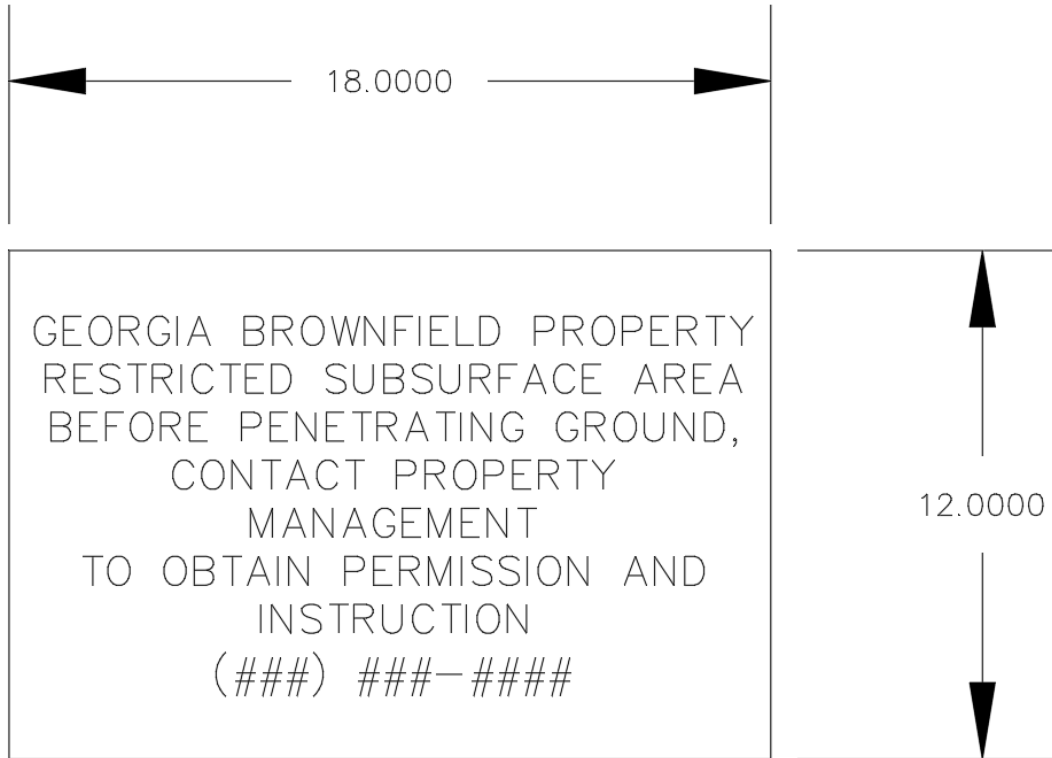 18.0000
GEORGIA BROWNFIELD PROPERTY
RESTRICTED SUBSURFACE AREA
BEFORE PENETRATING GROUND,
CONTACT PROPERTY
MANAGEMENT
TO OBTAIN PERMISSION AND
INSTRUCTION
(###) ###-####
12.0000